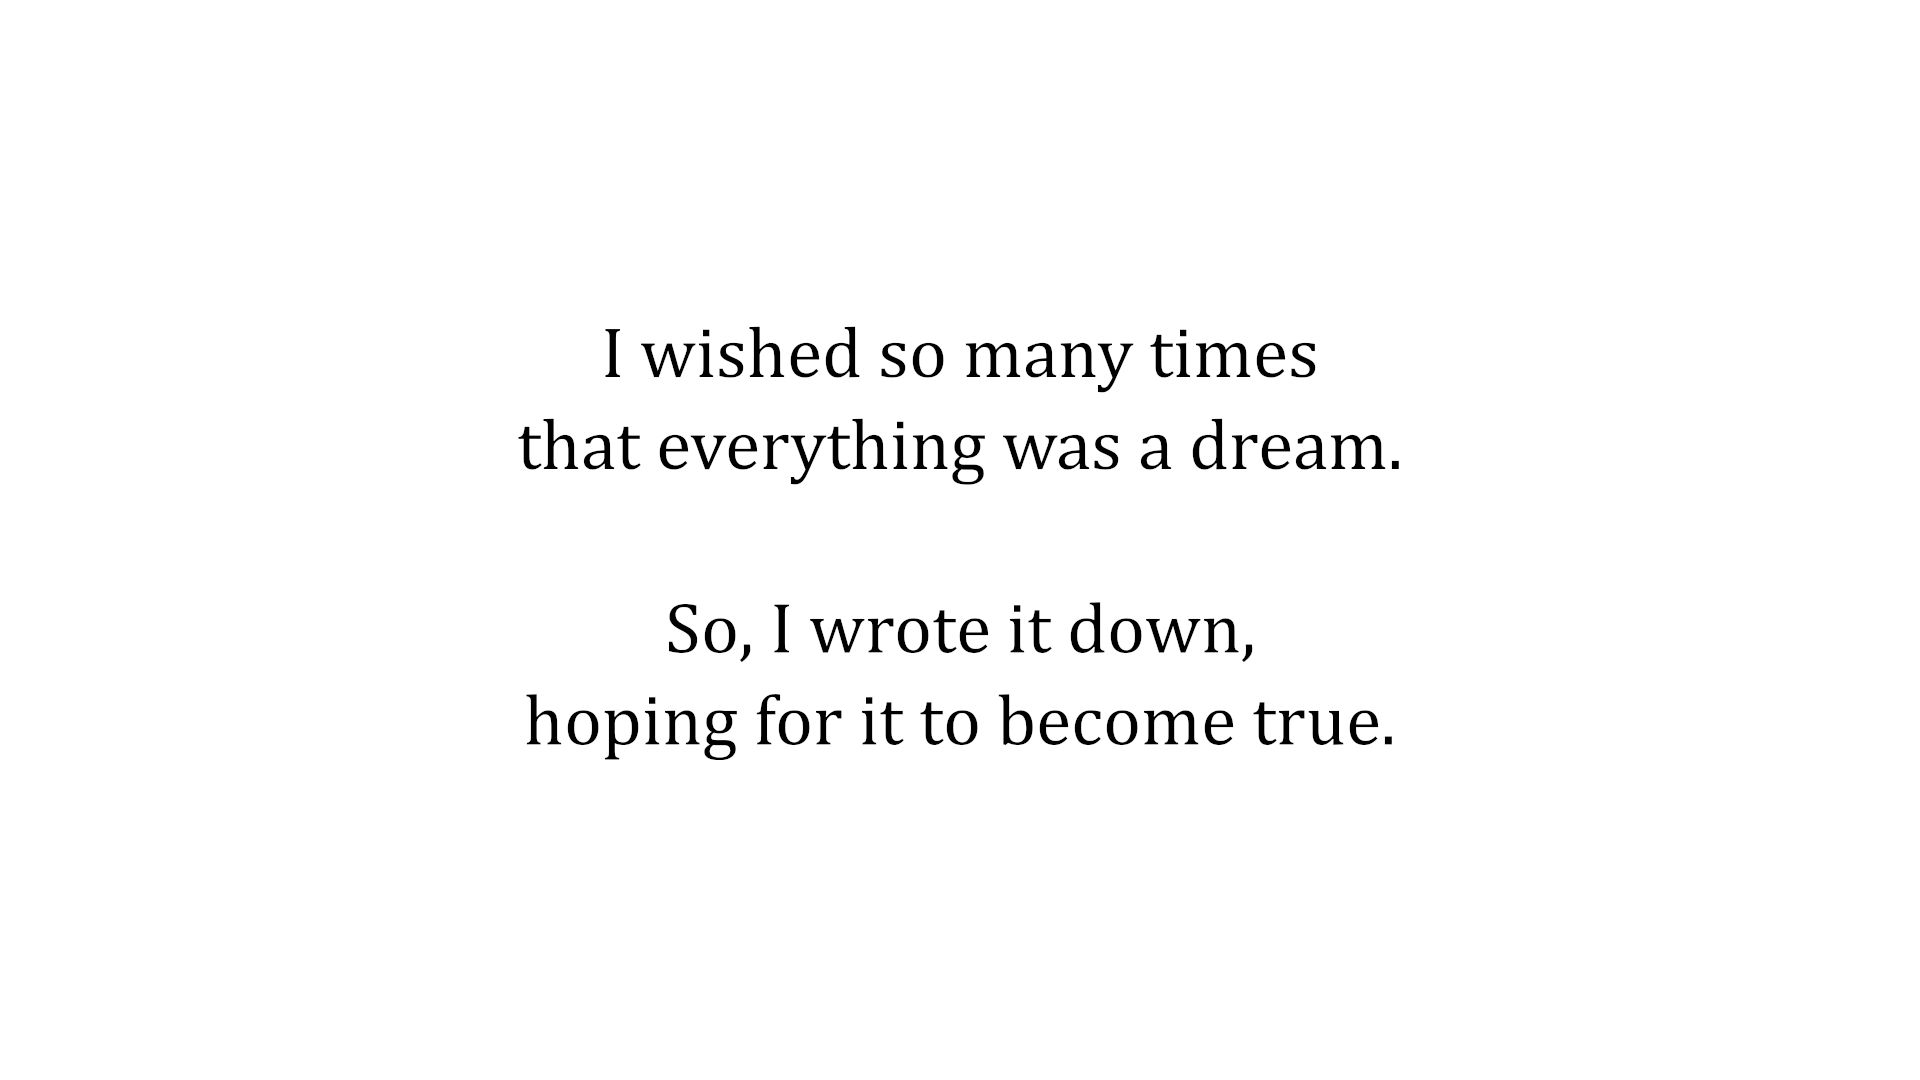 I wished so many times
that everything was a dream.
So, I wrote it down,
hoping for it to become true.